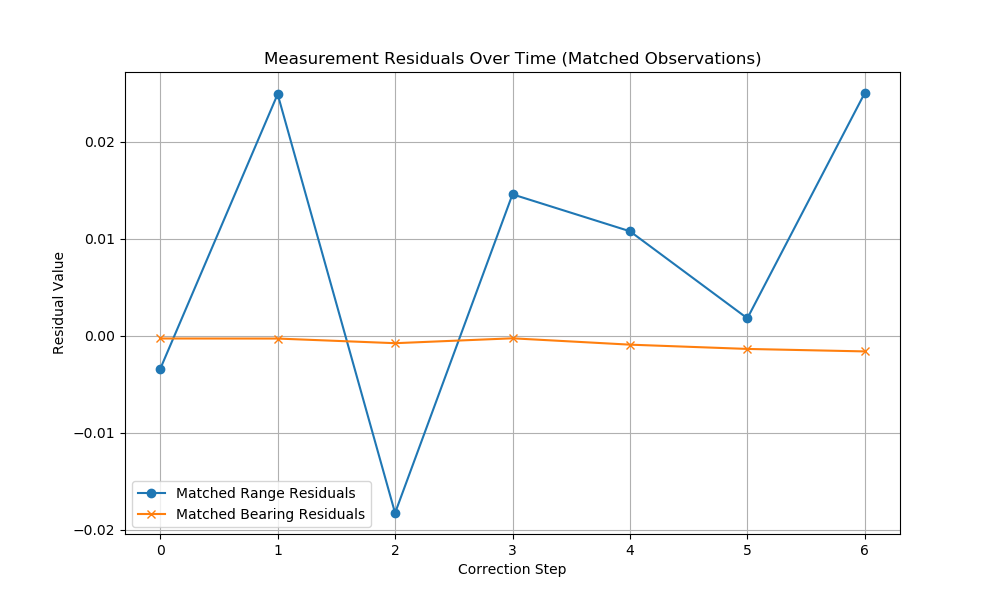 Measurement Residuals Over Time (Matched Observations)
Residual Value
0.02
0.01
0.00
−0.01
−0.02
Matched Range Residuals
Matched Bearing Residuals
0 1 2 3 4 5 6
Correction Step